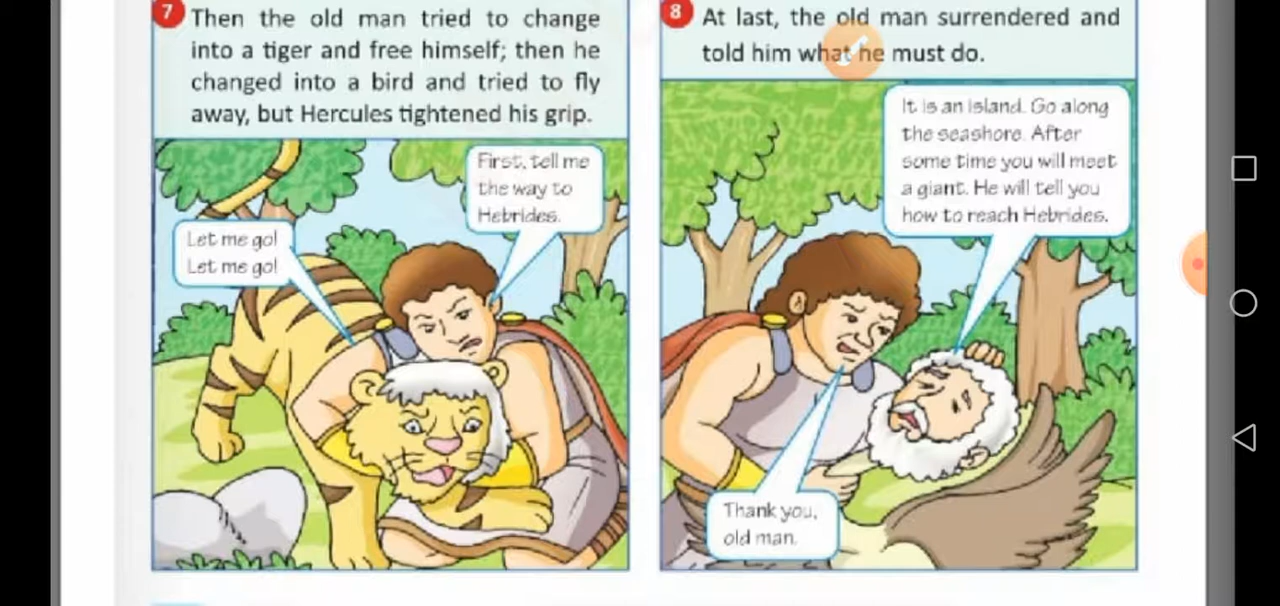 7 Then the old man tried to change
into a tiger and free himself; then he
changed into a bird and tried to fly
away, but Hercules tightened his grip.
First, tell me
the way to
Hebrides.
Let me go!
Let me go!
8 At last, the old man surrendered and
told him what he must do.
It is an island. Go along
the seashore. After
some time you will meet
a giant. He will tell you
how to reach Hebrides.
Thank you,
old man.